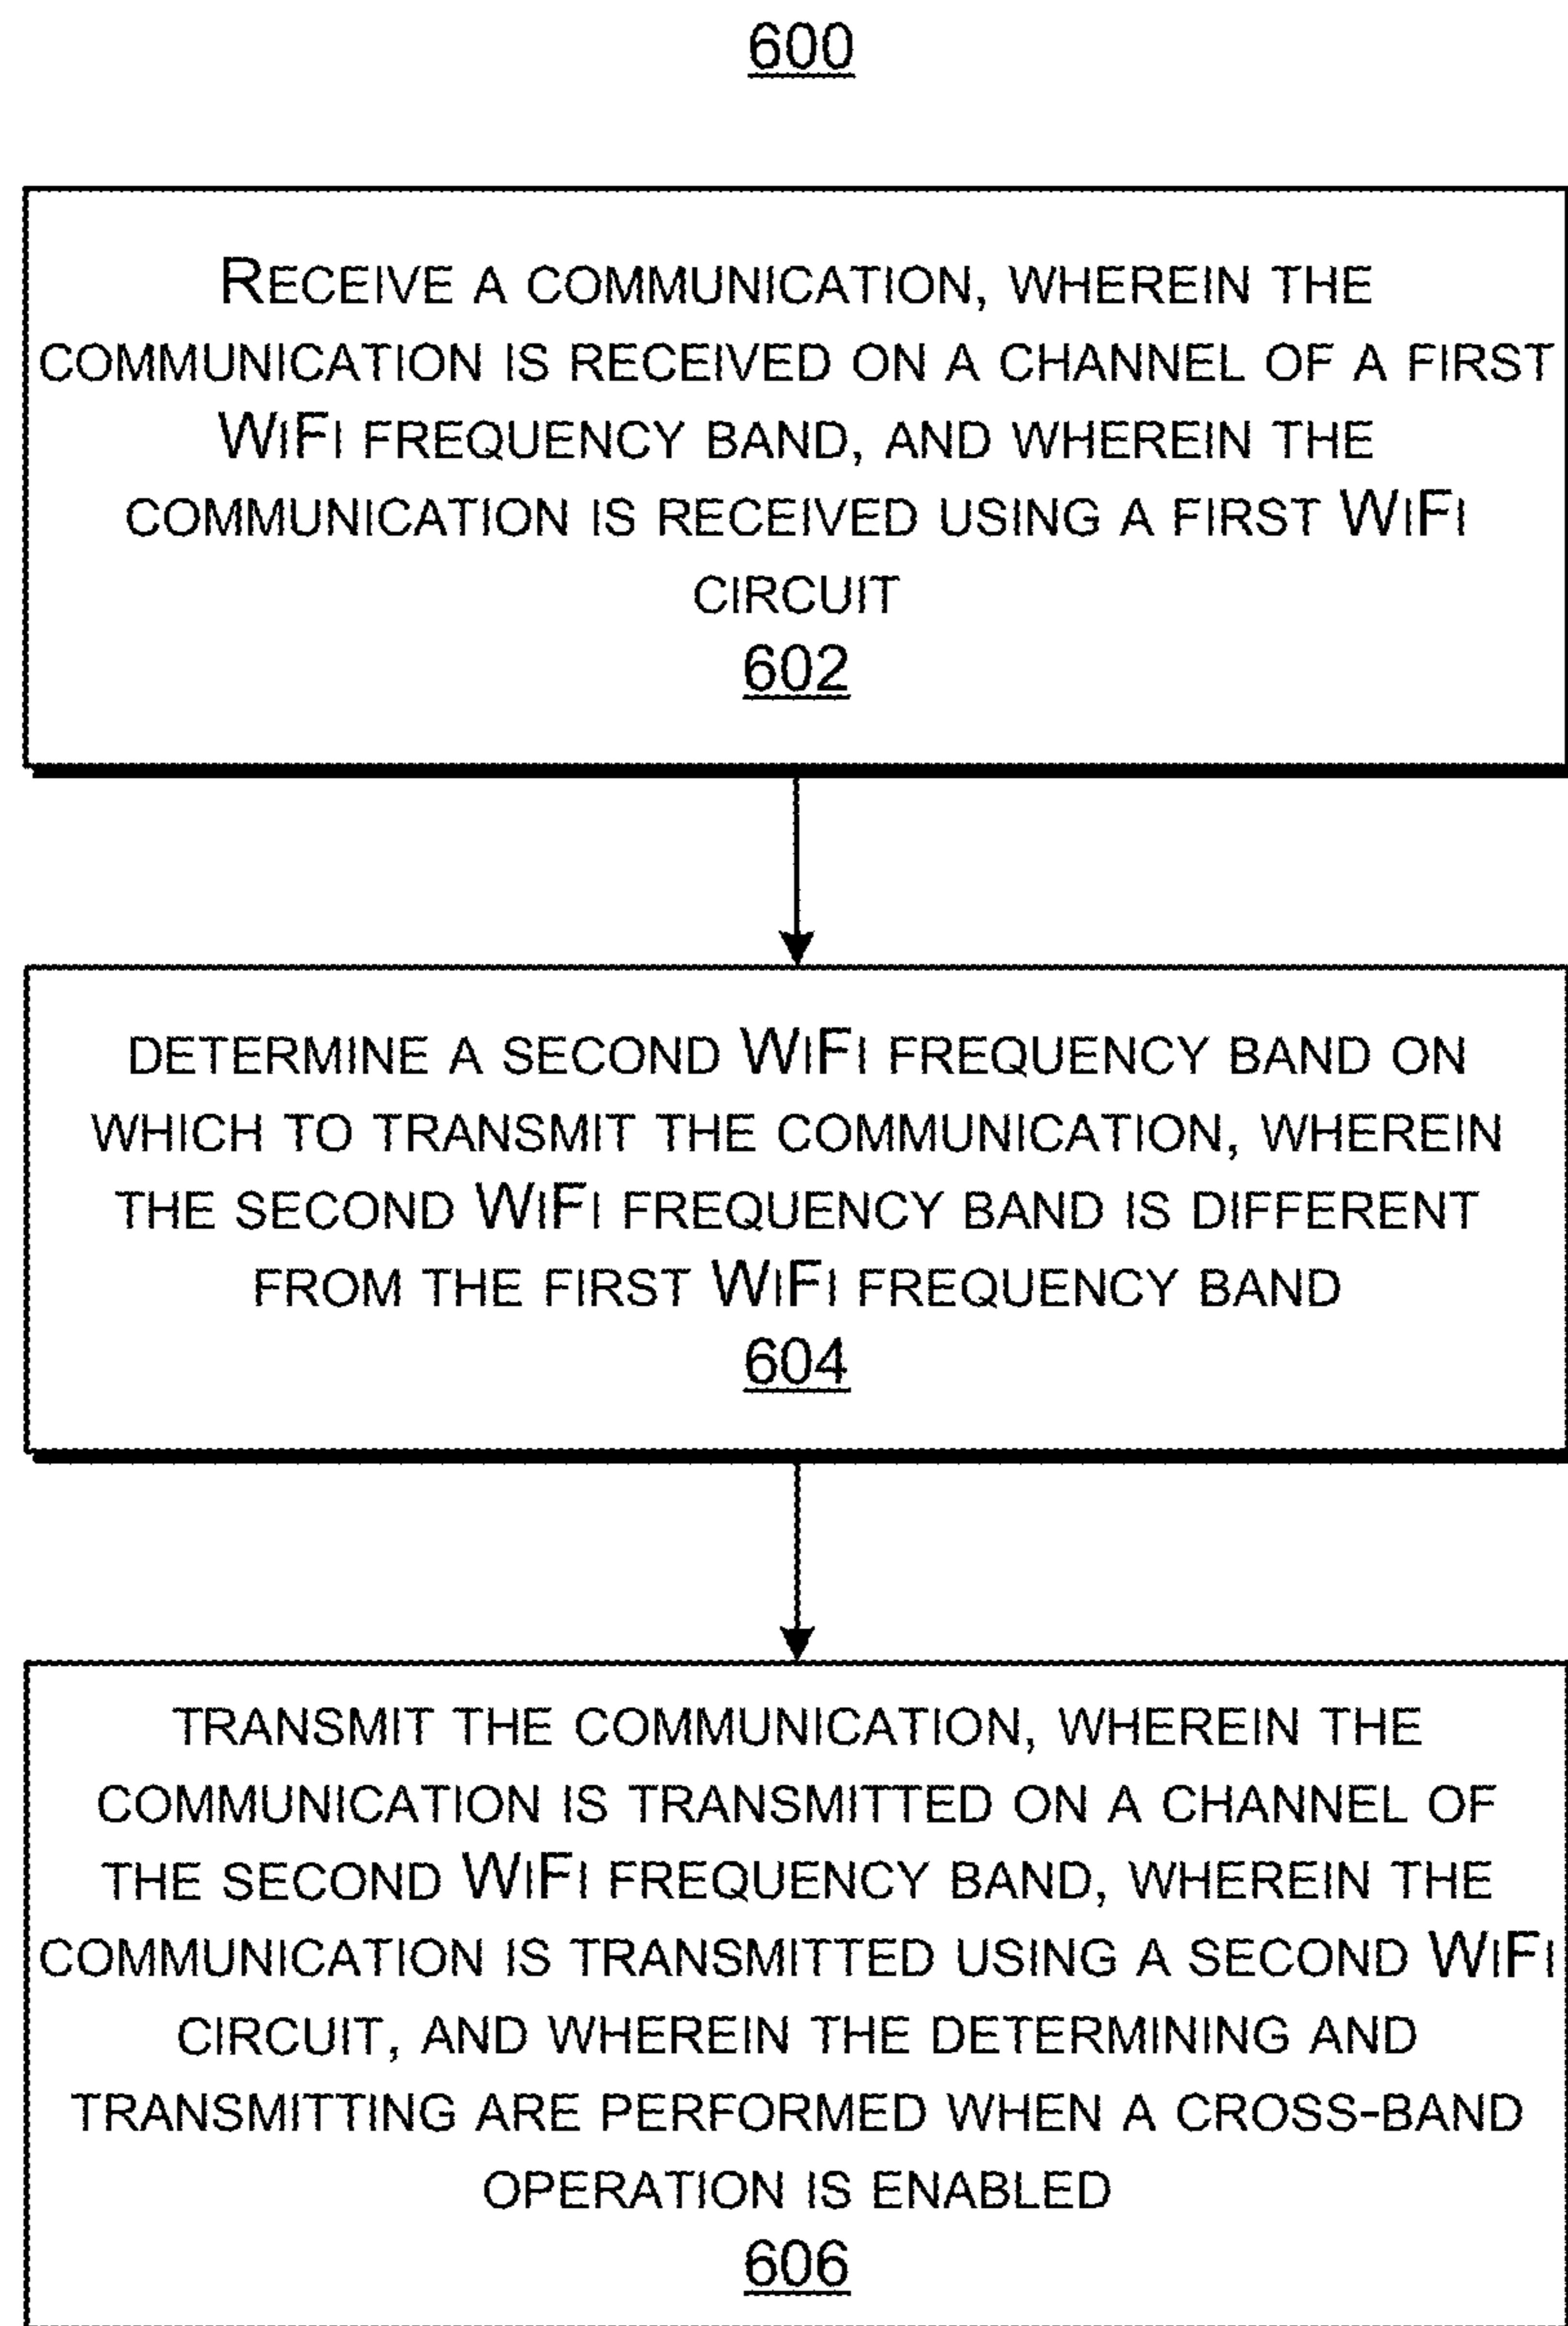 600
RECEIVE A COMMUNICATION, WHEREIN THE
COMMUNICATION IS RECEIVED ON A CHANNEL OF A FIRST
WIFI FREQUENCY BAND, AND WHEREIN THE
COMMUNICATION IS RECEIVED USING A FIRST WIFI
CIRCUIT
602
DETERMINE A SECOND WIFI FREQUENCY BAND ON
WHICH TO TRANSMIT THE COMMUNICATION, WHEREIN
THE SECOND WIFI FREQUENCY BAND IS DIFFERENT
FROM THE FIRST WIFI FREQUENCY BAND
604
TRANSMIT THE COMMUNICATION, WHEREIN THE
COMMUNICATION IS TRANSMITTED ON A CHANNEL OF
THE SECOND WIFI FREQUENCY BAND, WHEREIN THE
COMMUNICATION IS TRANSMITTED USING A SECOND WIFI
CIRCUIT, AND WHEREIN THE DETERMINING AND
TRANSMITTING ARE PERFORMED WHEN A CROSS-BAND
OPERATION IS ENABLED
606